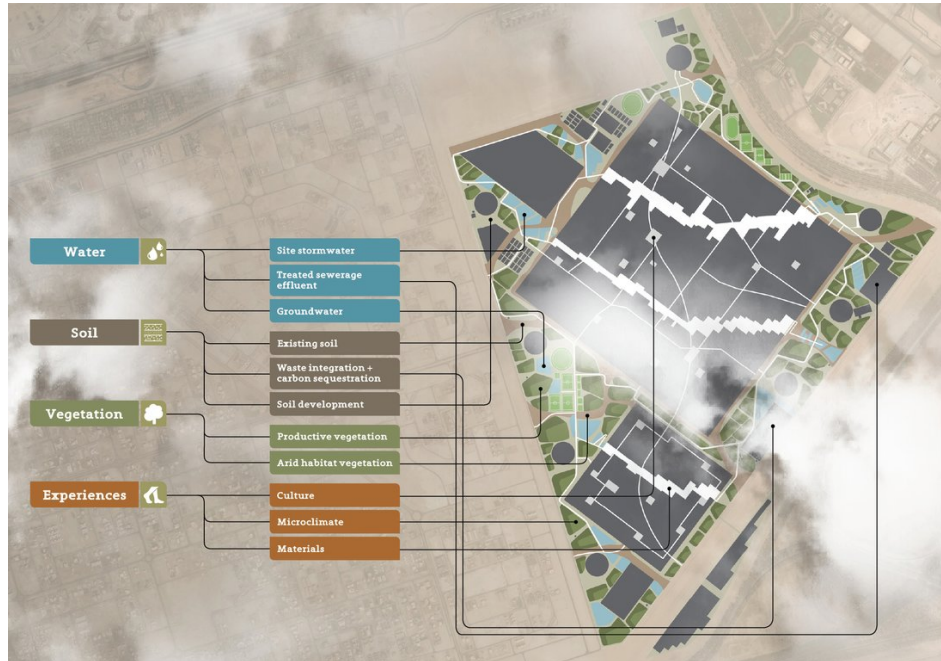 Water
Site stormwater
Treated sewerage
effluent
Groundwater
Soil
Existing soil
Waste integration +
carbon sequestration
Soil development
Vegetation
Productive vegetation
Arid habitat vegetation
Experiences
Culture
Microclimate
Materials